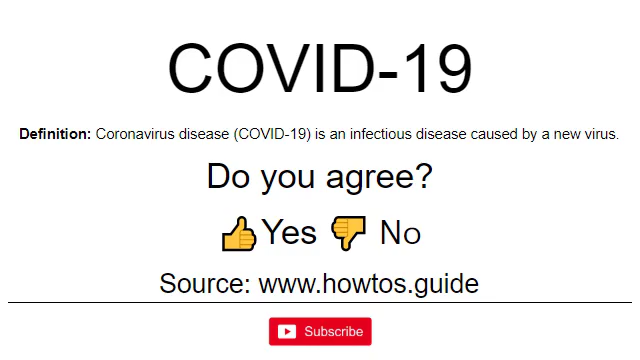 COVID-19
Definition: Coronavirus disease (COVID-19) is an infectious disease caused by a new virus.
Do you agree?
Yes No
Source: www.howtos.guide
Subscribe